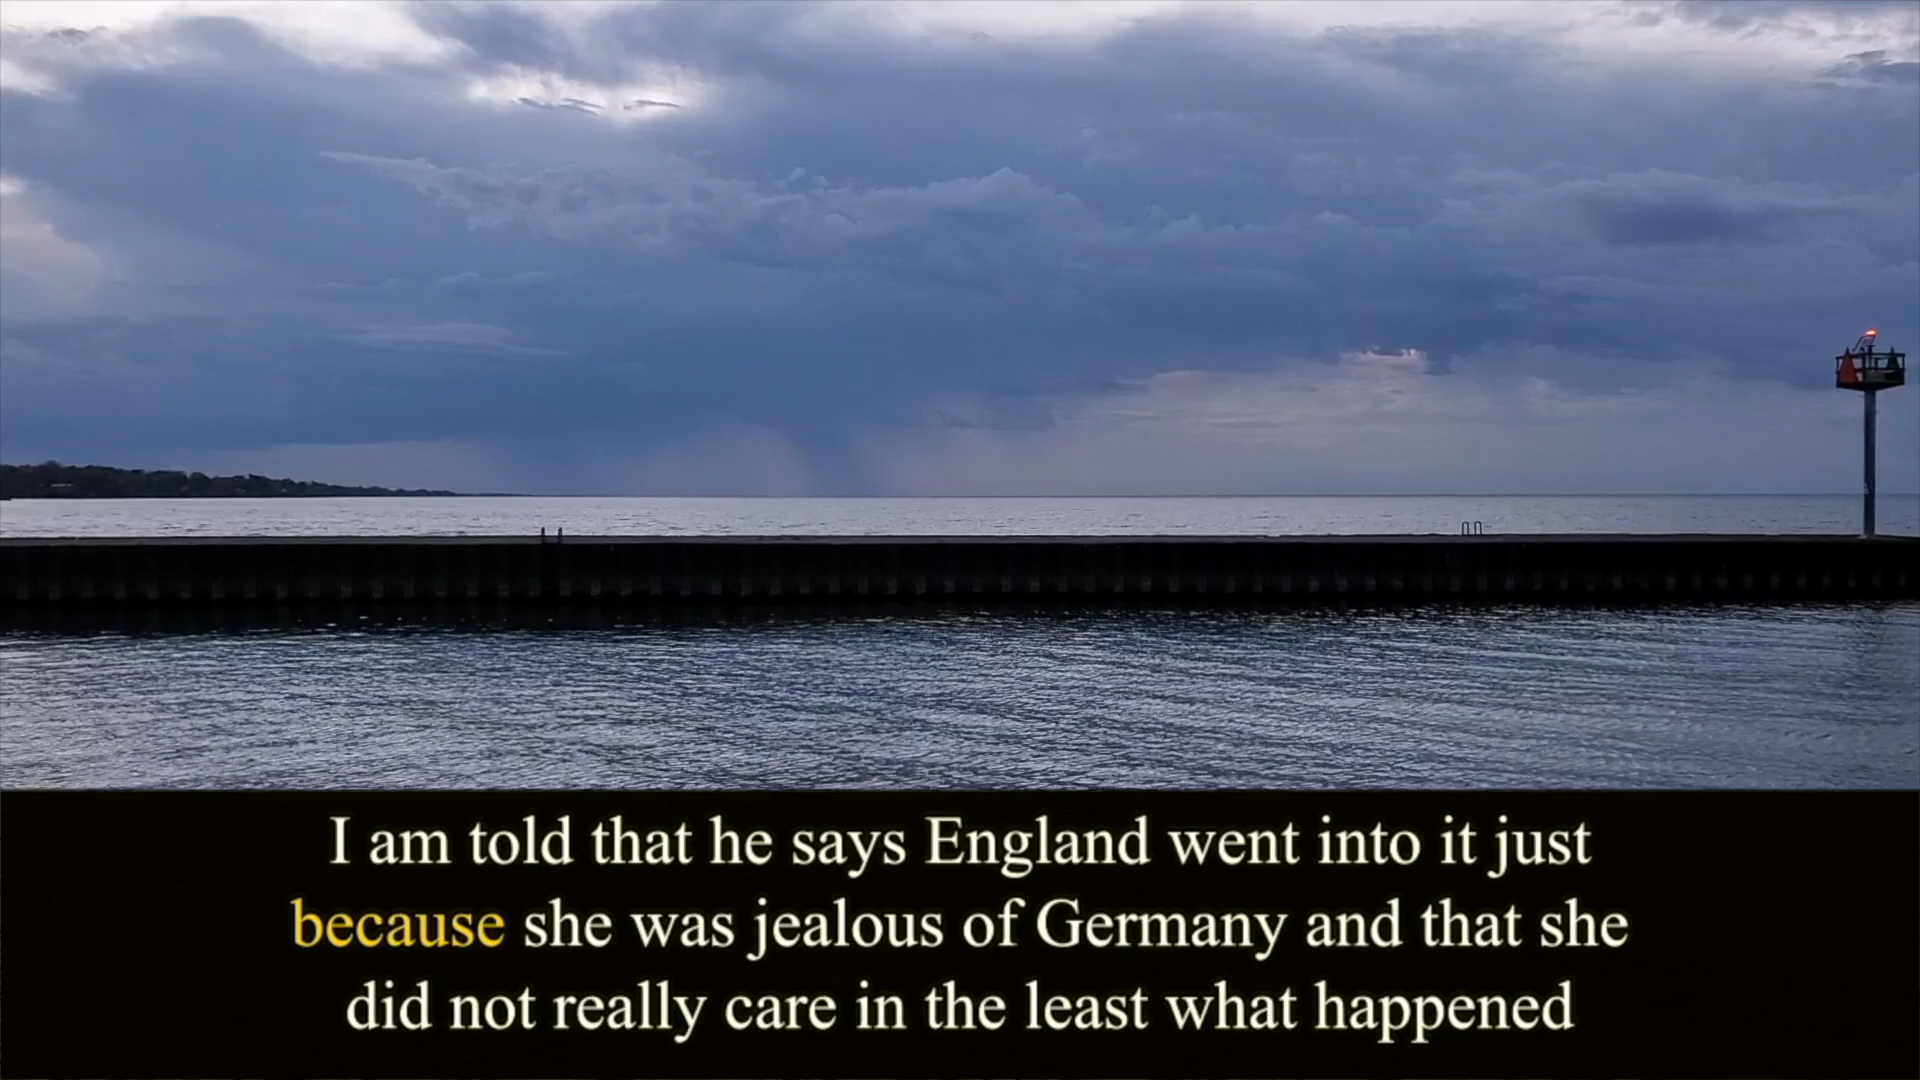 I am told that he says England went into it just
because she was jealous of Germany and that she
did not really care in the least what happened